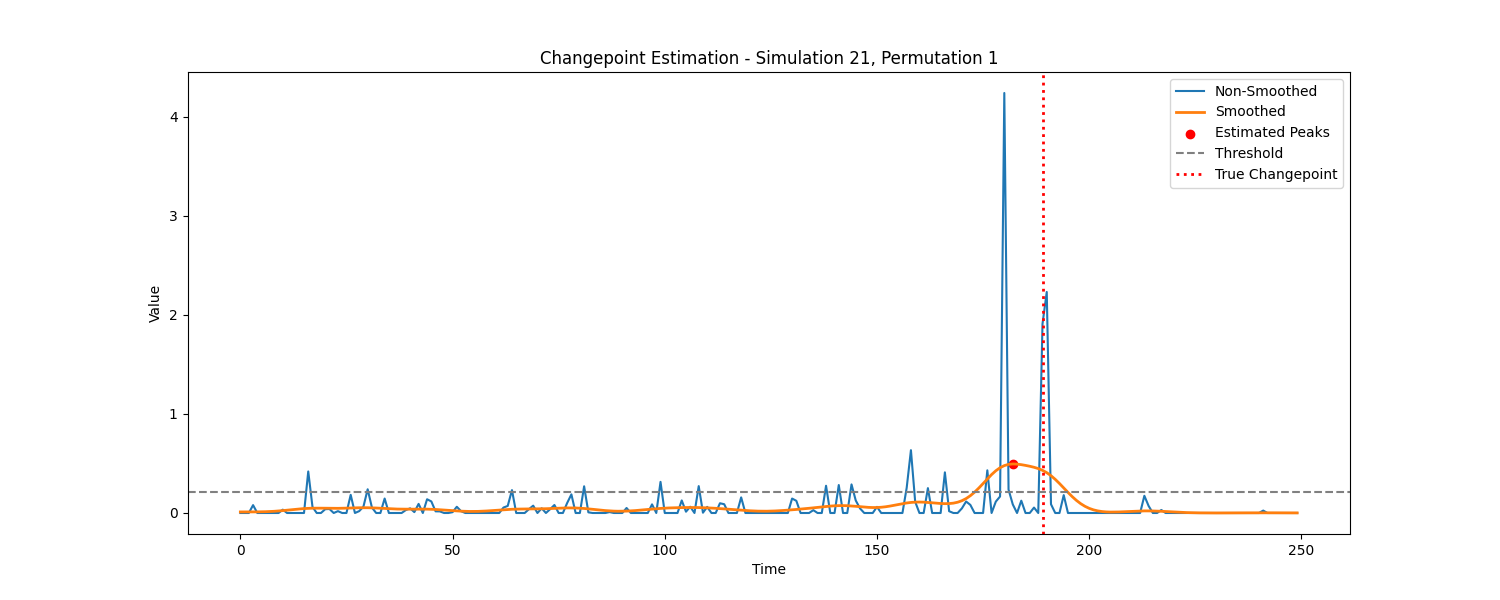 Changepoint Estimation - Simulation 21, Permutation 1
Non-Smoothed
Smoothed
Estimated Peaks
Threshold
True Changepoint
Value
4
3
2
1
0
0
50
100
150
200
250
Time